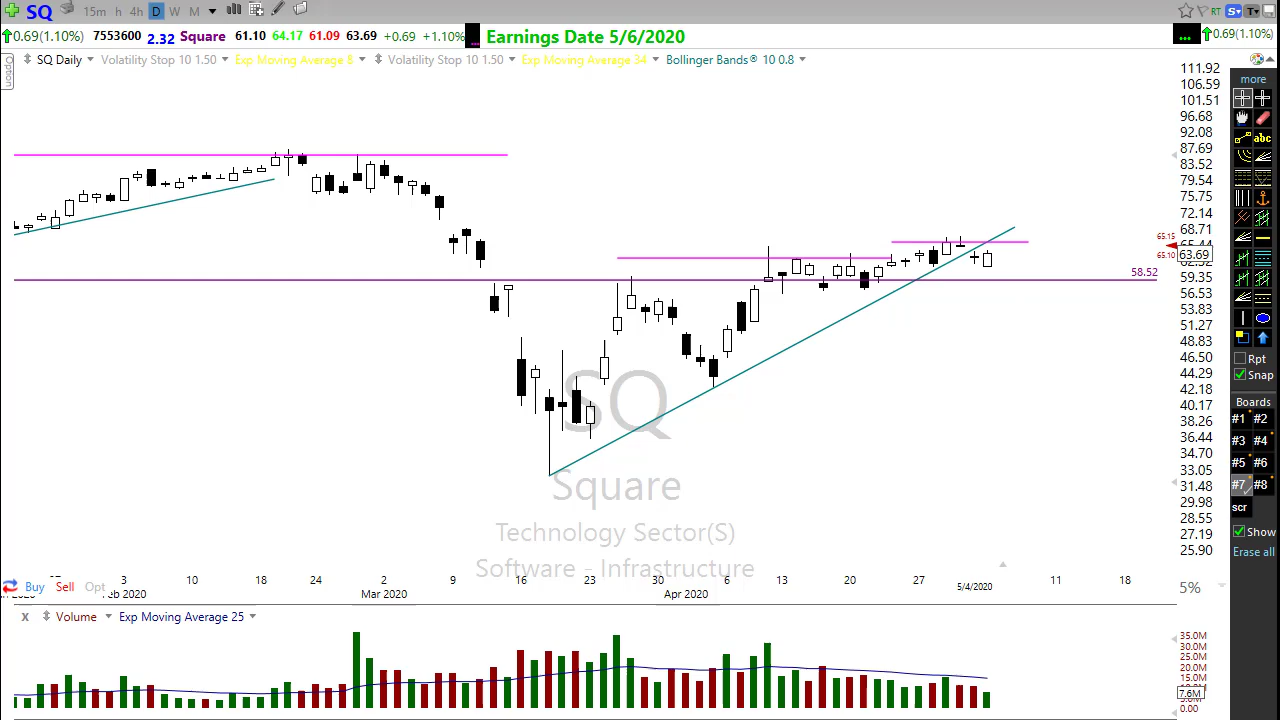 SQ 15m h 4h D W M RT S T
0.69(1.10%) 7553600 2.32 Square 61.10 64.17 61.09 63.69 +0.69 +1.10% ... Earnings Date 5/6/2020 ... 0.69(1.10%)
Option
SQ Daily Volatility Stop 10 1.50 Exp Moving Average 8 Volatility Stop 10 1.50 Exp Moving Average 34 Bollinger Bands® 10 0.8
111.92
106.59
101.51
96.68
92.08
87.69
83.52
79.54
75.75
72.14
68.71
65.15
65.44
65.10
63.69
58.52
59.35
56.53
53.83
51.27
48.83
46.50
44.29
42.18
40.17
38.26
36.44
34.70
33.05
31.48
29.98
28.55
27.19
25.90
SQ
Square
Technology Sector(S)
Software - Infrastructure
more
abc
Rpt
Snap
Boards
#1 #2
#3 #4
#5 #6
#7 #8
scr
Show
Erase all
Buy Sell Opt
3 10 18 24 2 9 16 23 30 6 13 20 27 5/4/2020 11 18
Feb 2020 Mar 2020 Apr 2020
5%
x Volume Exp Moving Average 25
35.0M
30.0M
25.0M
20.0M
15.0M
7.6M
0.00